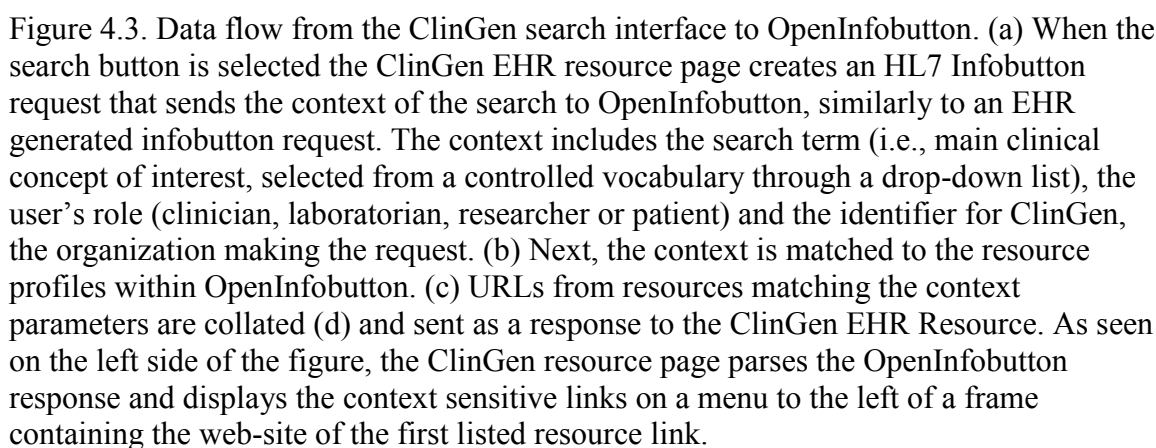 Figure 4.3. Data flow from the ClinGen search interface to OpenInfobutton. (a) When the
search button is selected the ClinGen EHR resource page creates an HL7 Infobutton
request that sends the context of the search to OpenInfobutton, similarly to an EHR
generated infobutton request. The context includes the search term (i.e., main clinical
concept of interest, selected from a controlled vocabulary through a drop-down list), the
user’s role (clinician, laboratorian, researcher or patient) and the identifier for ClinGen,
the organization making the request. (b) Next, the context is matched to the resource
profiles within OpenInfobutton. (c) URLs from resources matching the context
parameters are collated (d) and sent as a response to the ClinGen EHR Resource. As seen
on the left side of the figure, the ClinGen resource page parses the OpenInfobutton
response and displays the context sensitive links on a menu to the left of a frame
containing the web-site of the first listed resource link.